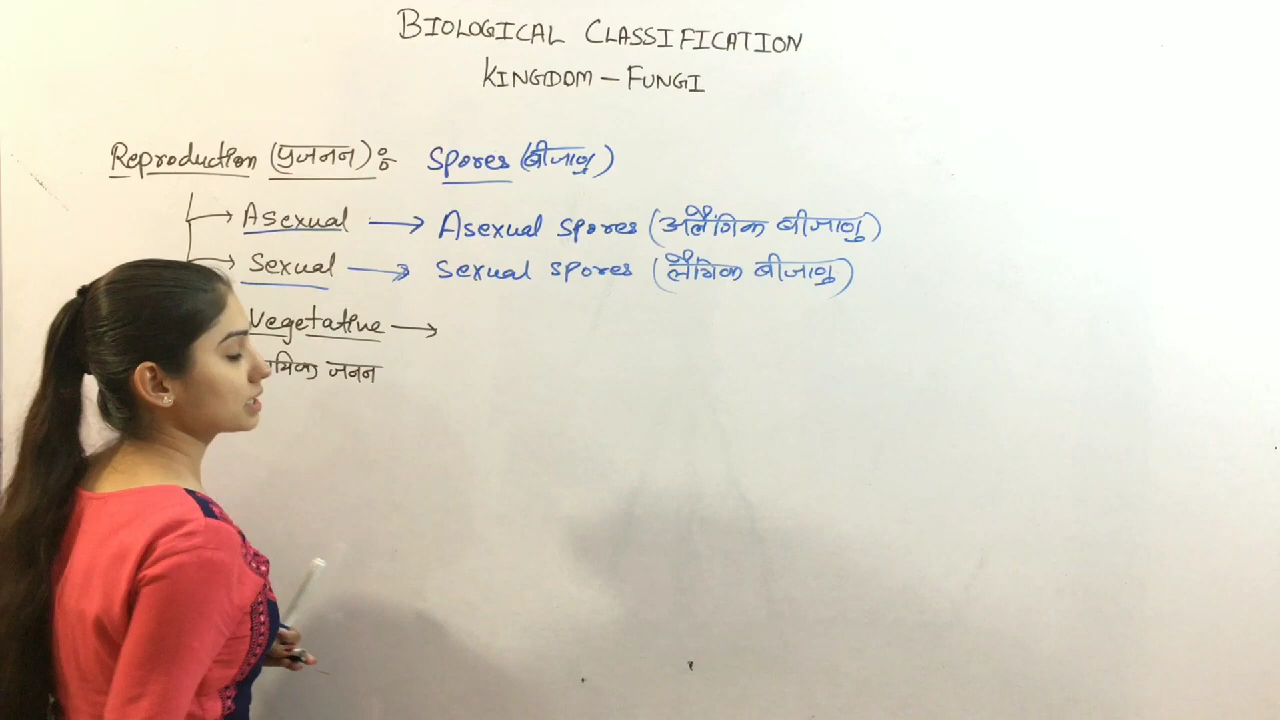 BIOLOGICAL CLASSIFICATION
KINGDOM - FUNGI
Reproduction (प्रजनन) :- Spores (बीजाणु)
→ Asexual → Asexual spores (अलैंगिक बीजाणु)
→ Sexual → Sexual spores (लैंगिक बीजाणु)
Vegetative →
जनन